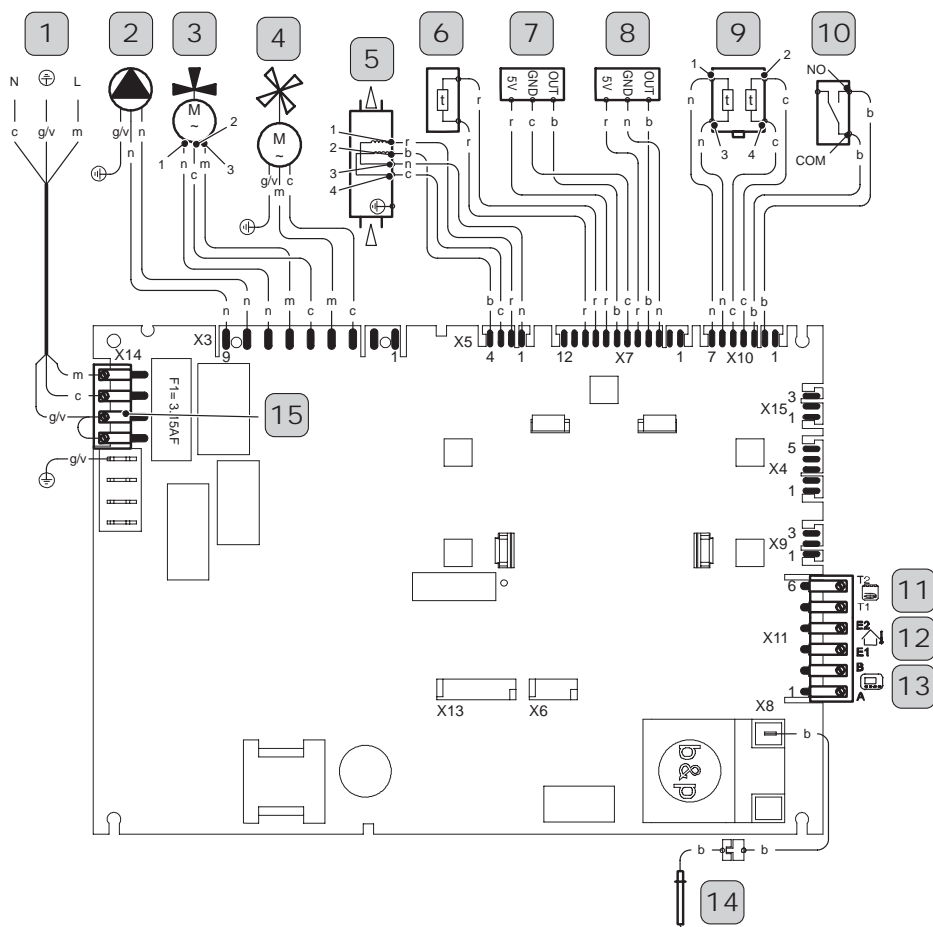 1 2 3 4 5 6 7 8 9 10
N L
c g/v m
g/v n
n
M
~
2
1 3
n c m
M
~
g/v c
m
1 r
2 b
3 n
4 c
t
r
r
5V GND OUT
r c b
5V GND OUT
r n b
1 2
n t t c
n 3 4 c
NO
b
b
COM
n n n m c m c
b c r n
r r r b c r b n
n n c c b b
X3 9 1
X5 4 1
12 X7 1
7 X10 1
X14
m
c
g/v
g/v
F1= 3.15AF
15
3
X15
1
5
X4
1
3
X9
1
6
T2
T1
11
X11
E2
E1
12
B
A
13
1
X8
X13 X6
b
d&d
b b
14